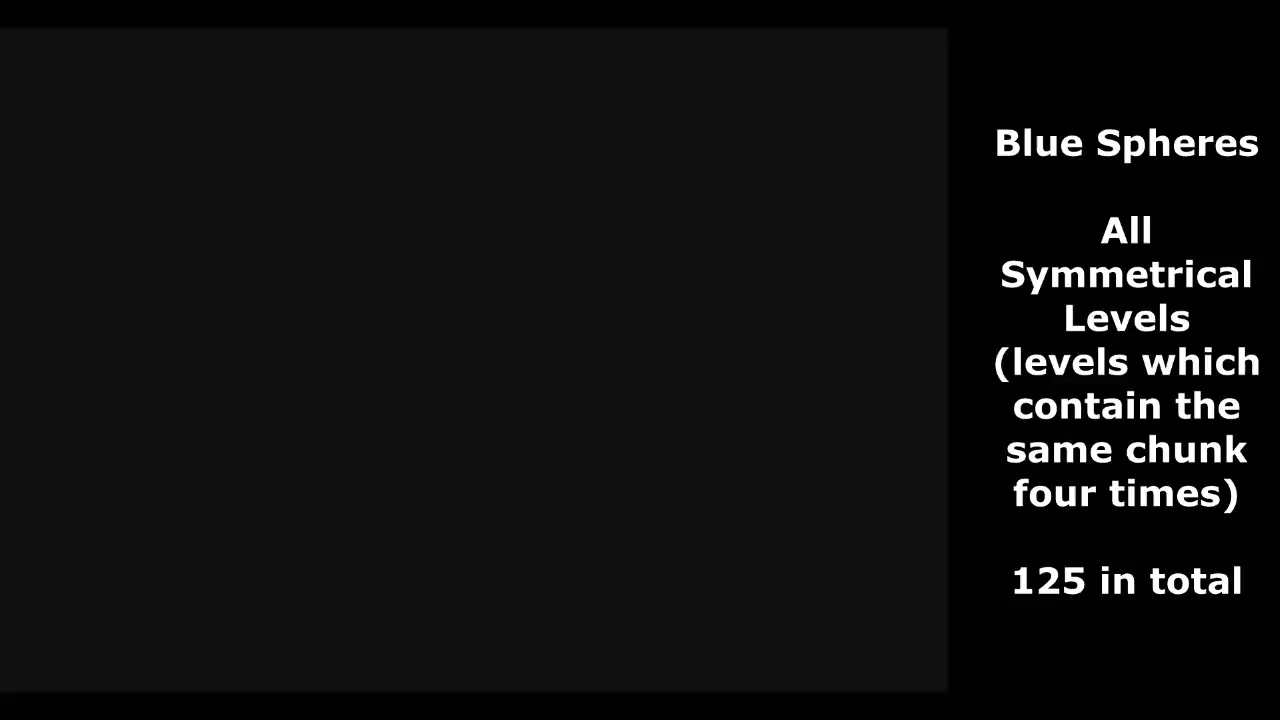 Blue Spheres
All
Symmetrical
Levels
(levels which
contain the
same chunk
four times)
125 in total